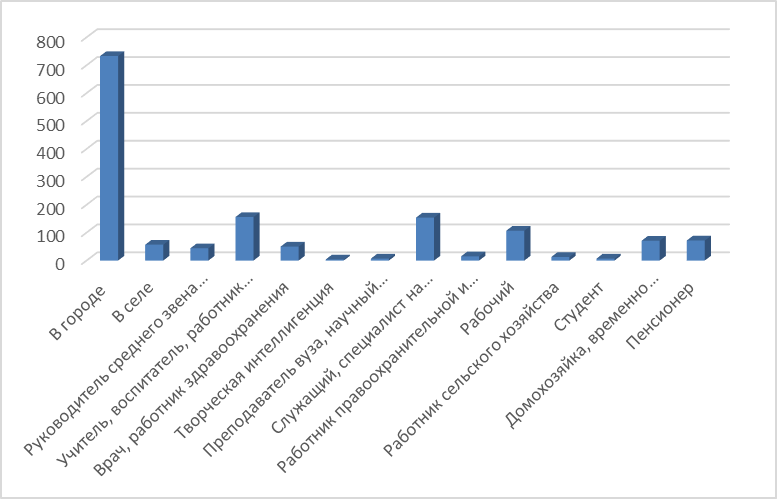 800
700
600
500
400
300
200
100
0
В городе
В селе
Руководитель среднего звена…
Учитель, воспитатель, работник…
Врач, работник здравоохранения
Творческая интеллигенция
Преподаватель вуза, научный…
Служащий, специалист на…
Работник правоохранительной и…
Рабочий
Работник сельского хозяйства
Студент
Домохозяйка, временно…
Пенсионер